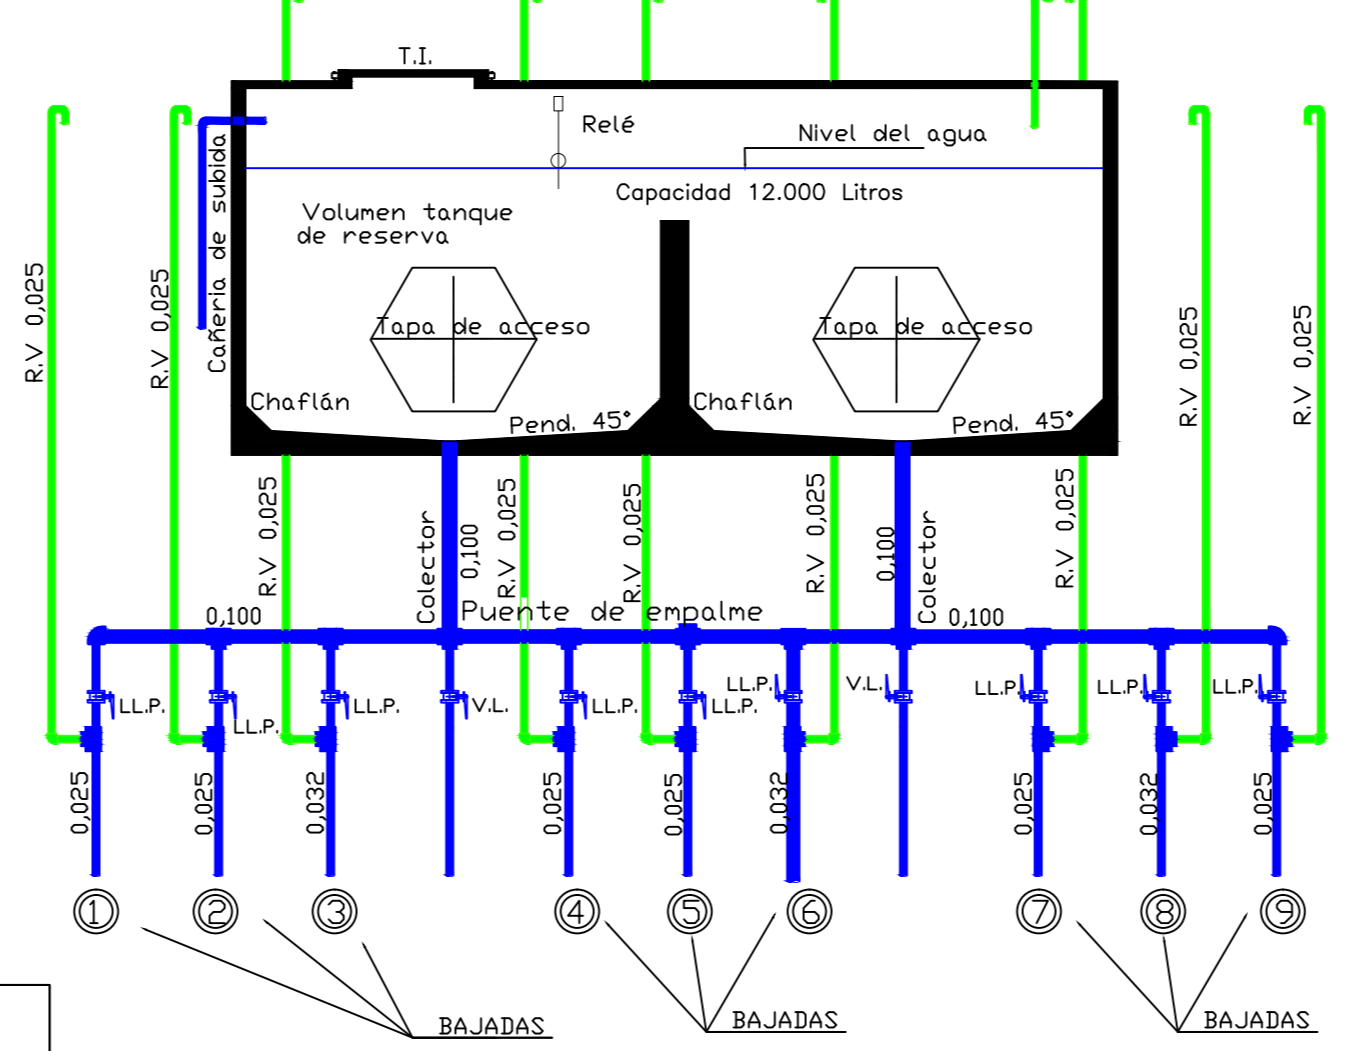 T.I.
Relé
Nivel del agua
Capacidad 12.000 Litros
Volumen tanque
de reserva
Cañeria de subida
R.V 0,025
R.V 0,025
R.V 0,025
R.V 0,025
Tapa de acceso
Tapa de acceso
Chaflán
Pend. 45°
Chaflán
Pend. 45°
R.V 0,025
Colector
0,100
R.V 0,025
R.V 0,025
R.V 0,025
0,100
Colector
R.V 0,025
0,100
Puente de empalme
0,100
LL.P.
LL.P.
LL.P.
V.L.
LL.P.
LL.P.
LL.P.
V.L.
LL.P.
LL.P.
LL.P.
0,025
0,025
0,032
0,025
0,025
0,032
0,025
0,032
0,025
1
2
3
4
5
6
7
8
9
BAJADAS
BAJADAS
BAJADAS